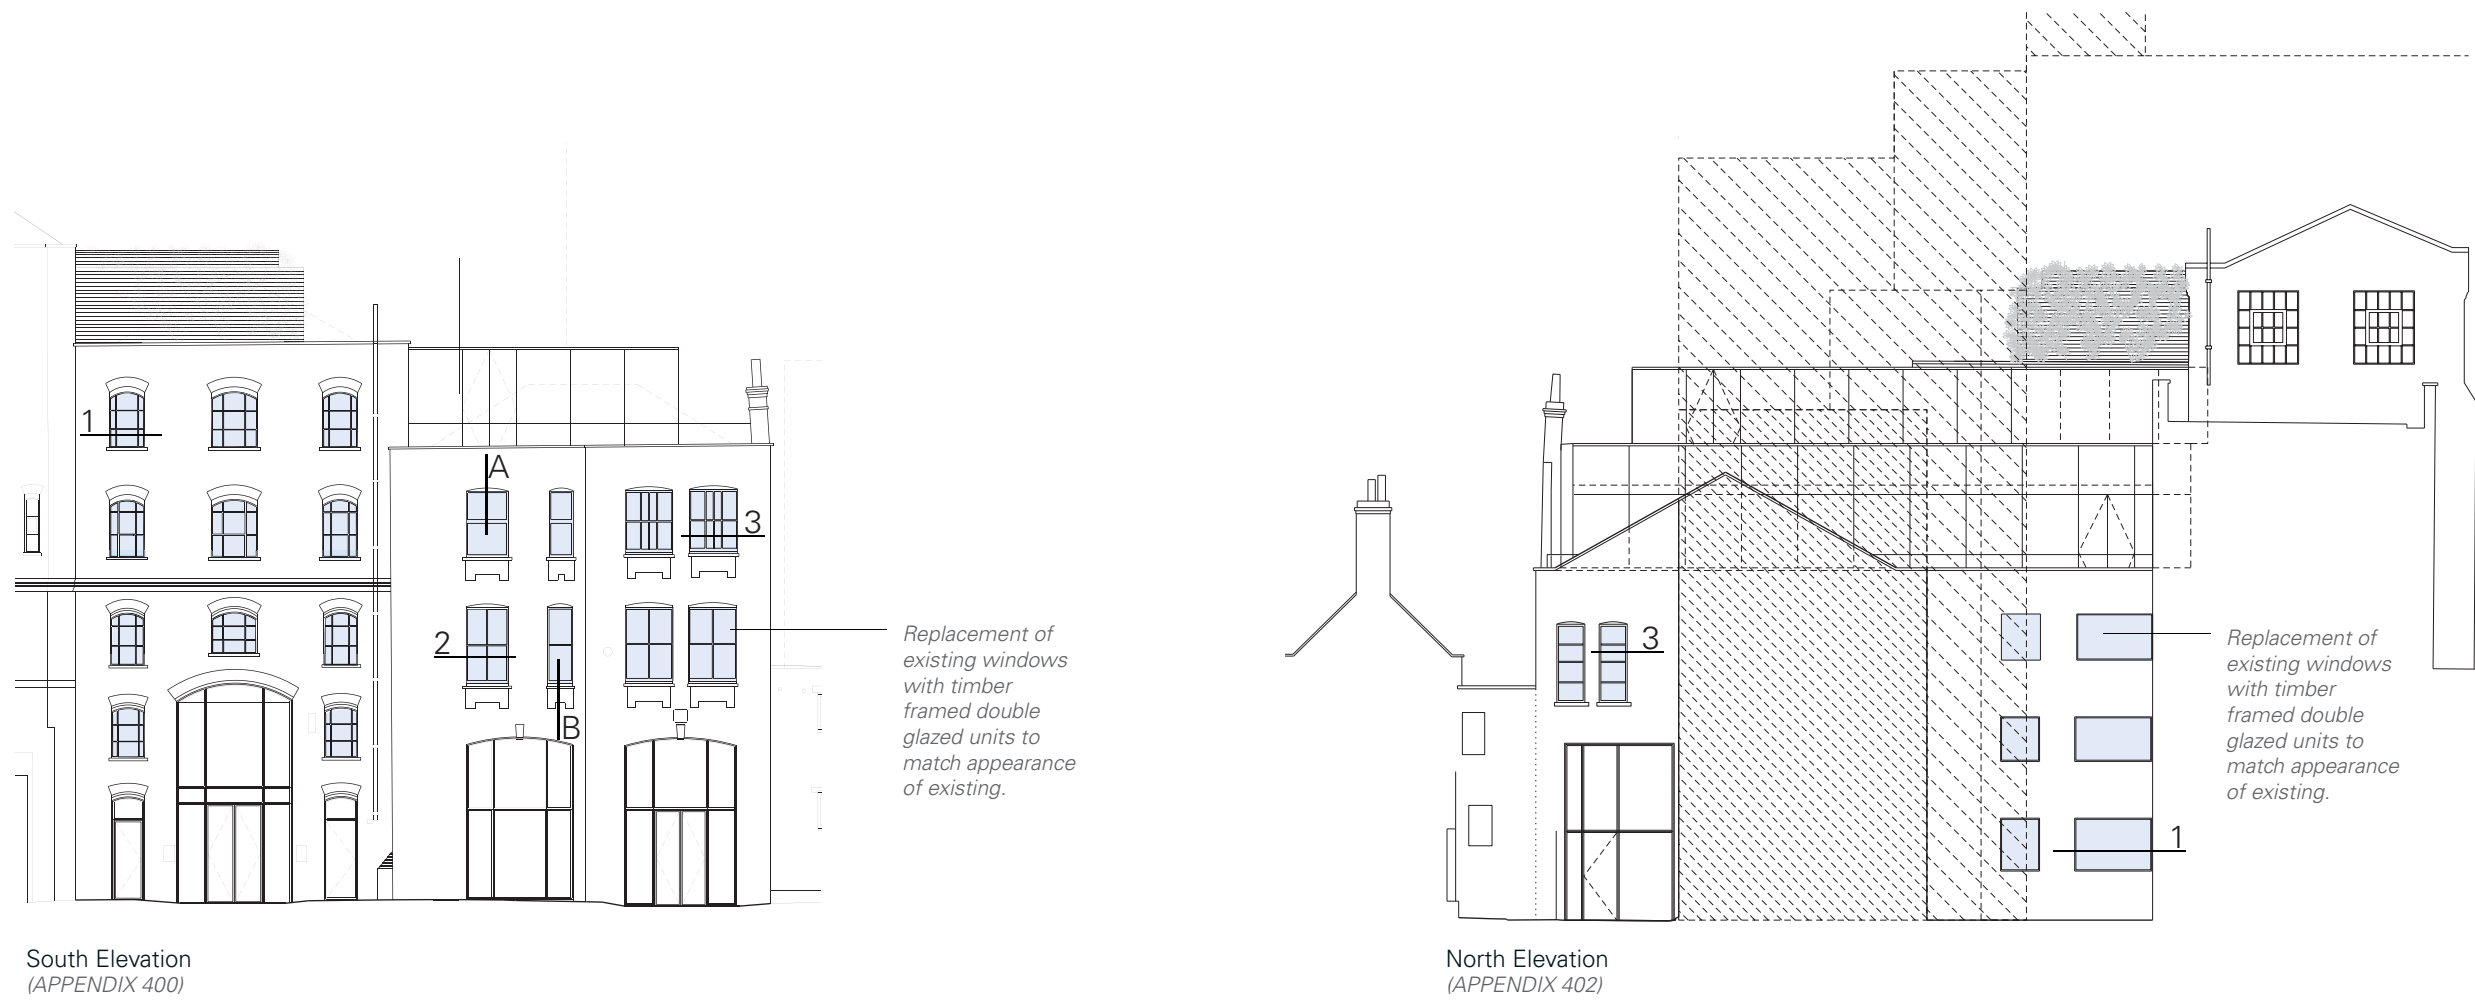 1
A
3
2
B
Replacement of
existing windows
with timber
framed double
glazed units to
match appearance
of existing.
South Elevation
(APPENDIX 400)
3
1
Replacement of
existing windows
with timber
framed double
glazed units to
match appearance
of existing.
North Elevation
(APPENDIX 402)